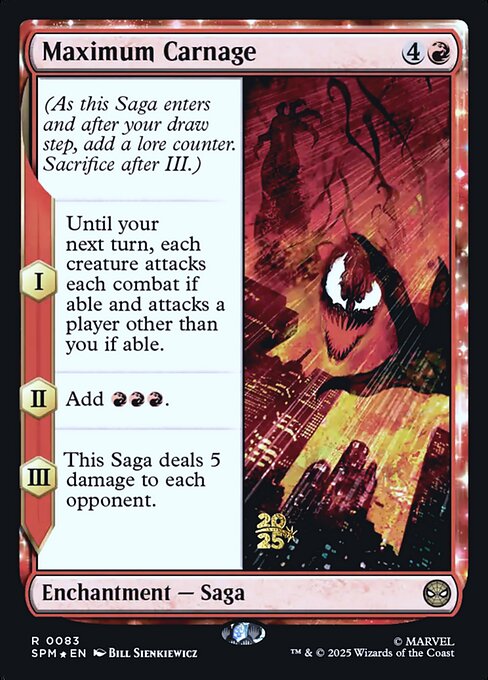 Maximum Carnage 4
(As this Saga enters
and after your draw
step, add a lore counter.
Sacrifice after III.)
I
Until your
next turn, each
creature attacks
each combat if
able and attacks a
player other than
you if able.
II
Add.
III
This Saga deals 5
damage to each
opponent.
20
25
Enchantment — Saga
R 0083
SPM ★ EN Bill Sienkiewicz
© MARVEL
™ & © 2025 Wizards of the Coast